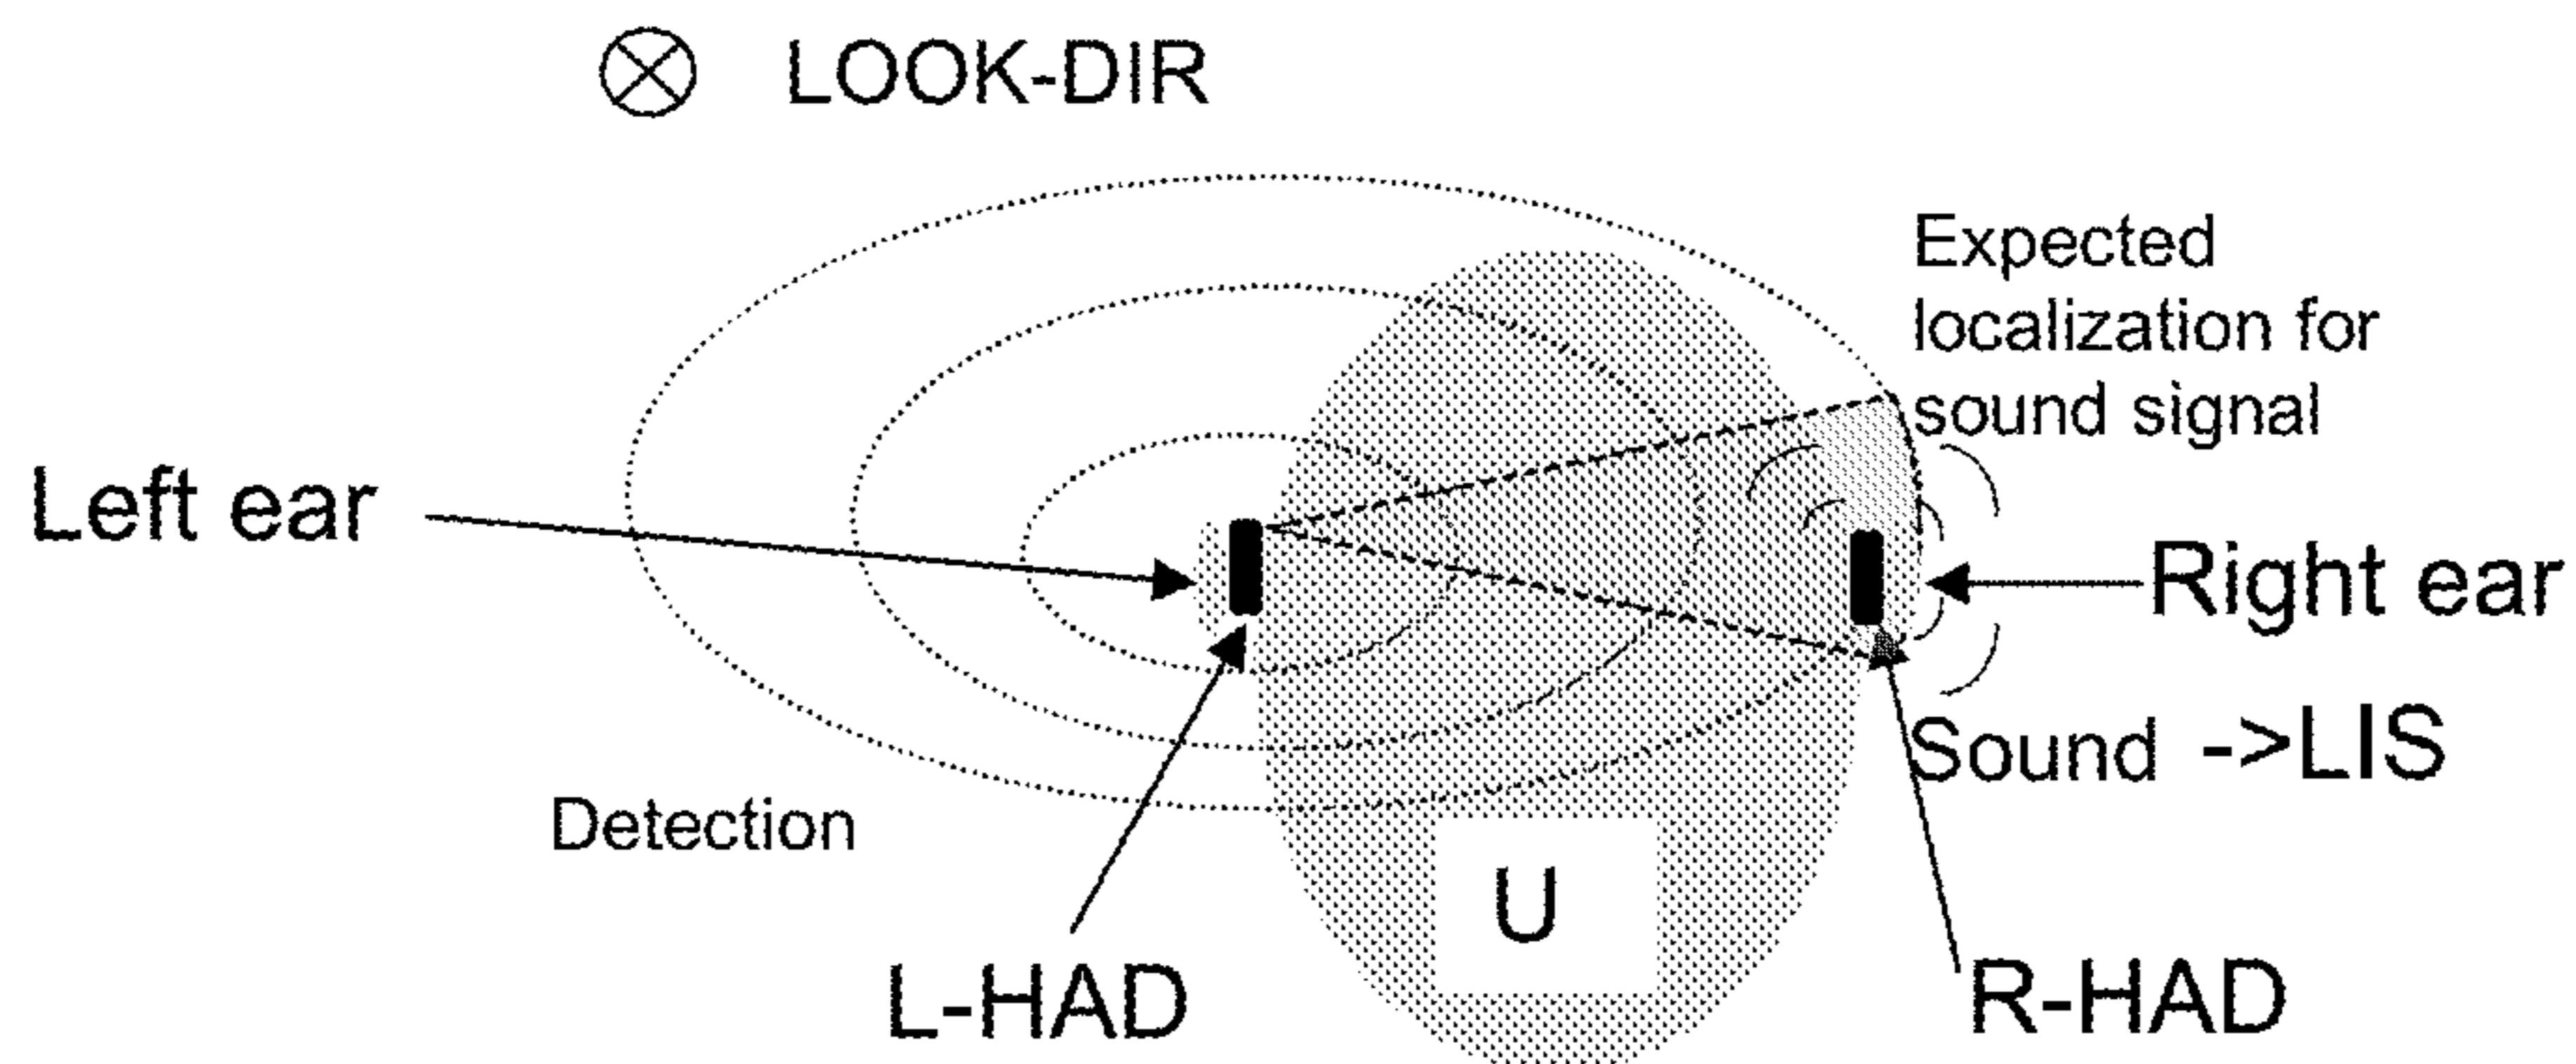 LOOK-DIR
Expected
localization for
sound signal
Left ear
Right ear
Sound ->LIS
Detection
U
L-HAD
R-HAD